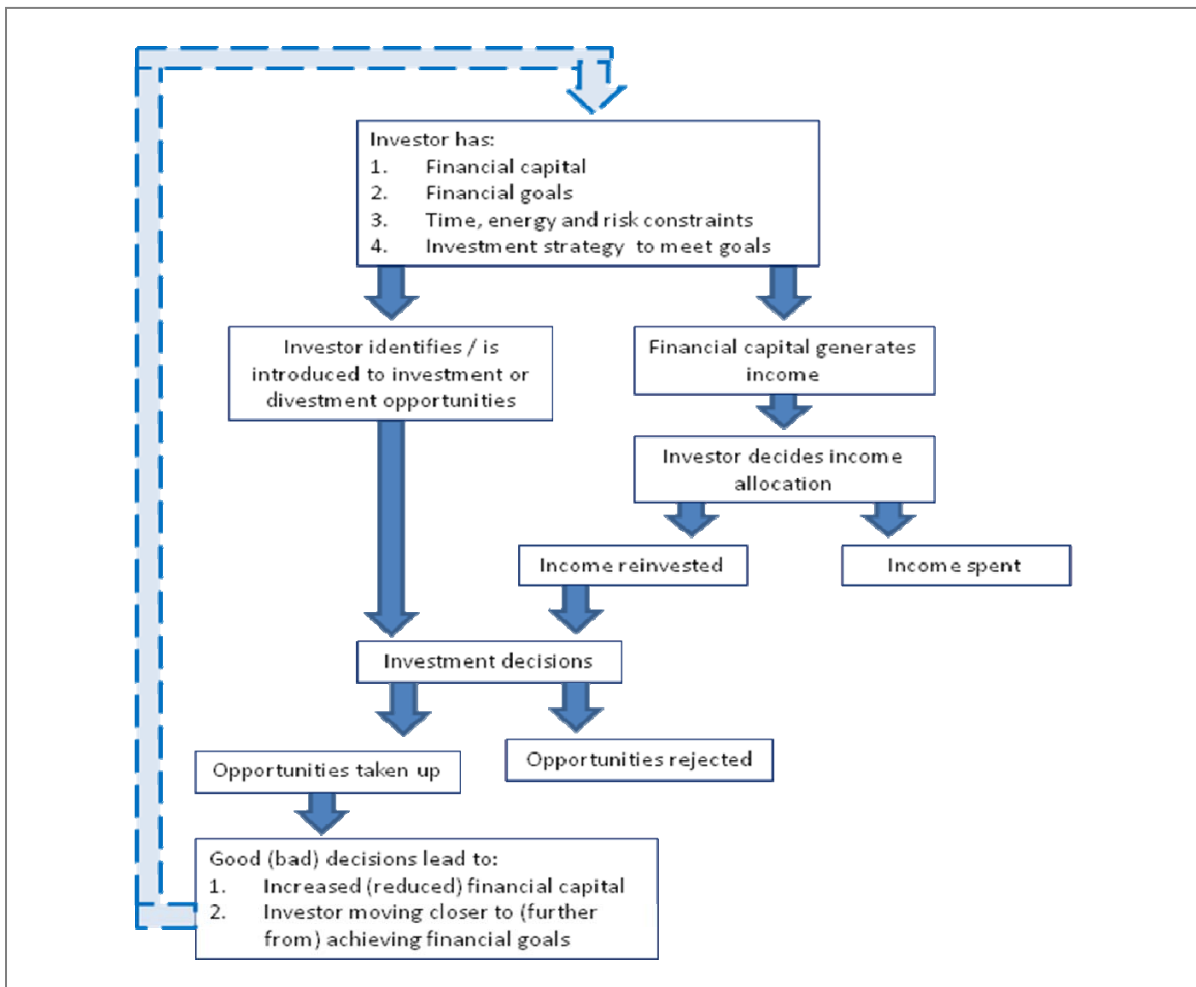 Investor has:
1. Financial capital
2. Financial goals
3. Time, energy and risk constraints
4. Investment strategy to meet goals
Investor identifies / is
introduced to investment or
divestment opportunities
Financial capital generates
income
Investor decides income
allocation
Income reinvested
Income spent
Investment decisions
Opportunities taken up
Opportunities rejected
Good (bad) decisions lead to:
1. Increased (reduced) financial capital
2. Investor moving closer to (further
from) achieving financial goals